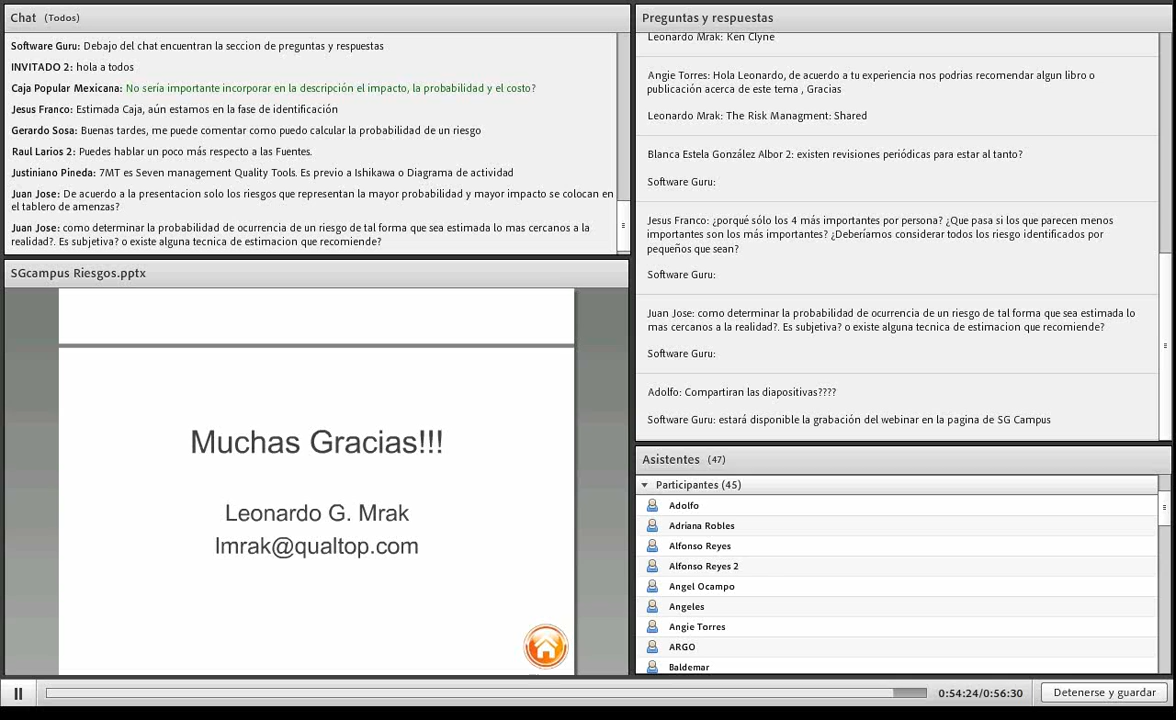 Chat (Todos)
Software Guru: Debajo del chat encuentran la seccion de preguntas y respuestas
INVITADO 2: hola a todos
Caja Popular Mexicana: No sería importante incorporar en la descripción el impacto, la probabilidad y el costo?
Jesus Franco: Estimada Caja, aún estamos en la fase de identificación
Gerardo Sosa: Buenas tardes, me puede comentar como puedo calcular la probabilidad de un riesgo
Raul Larios 2: Puedes hablar un poco más respecto a las Fuentes.
Justiniano Pineda: 7MT es Seven management Quality Tools. Es previo a Ishikawa o Diagrama de actividad
Juan Jose: De acuerdo a la presentacion solo los riesgos que representan la mayor probabilidad y mayor impacto se colocan en
el tablero de amenzas?
Juan Jose: como determinar la probabilidad de ocurrencia de un riesgo de tal forma que sea estimada lo mas cercanos a la
realidad?. Es subjetiva? o existe alguna tecnica de estimacion que recomiende?
SGcampus Riesgos.pptx
Muchas Gracias!!!
Leonardo G. Mrak
lmrak@qualtop.com
Preguntas y respuestas
Leonardo Mrak: Ken Clyne
Angie Torres: Hola Leonardo, de acuerdo a tu experiencia nos podrias recomendar algun libro o
publicación acerca de este tema , Gracias
Leonardo Mrak: The Risk Managment: Shared
Blanca Estela González Albor 2: existen revisiones periódicas para estar al tanto?
Software Guru:
Jesus Franco: ¿porqué sólo los 4 más importantes por persona? ¿Que pasa si los que parecen menos
importantes son los más importantes? ¿Deberíamos considerar todos los riesgo identificados por
pequeños que sean?
Software Guru:
Juan Jose: como determinar la probabilidad de ocurrencia de un riesgo de tal forma que sea estimada lo
mas cercanos a la realidad?. Es subjetiva? o existe alguna tecnica de estimacion que recomiende?
Software Guru:
Adolfo: Compartiran las diapositivas????
Software Guru: estará disponible la grabación del webinar en la pagina de SG Campus
Asistentes (47)
Participantes (45)
Adolfo
Adriana Robles
Alfonso Reyes
Alfonso Reyes 2
Angel Ocampo
Angeles
Angie Torres
ARGO
Baldemar
0:54:24/0:56:30
Detenerse y guardar